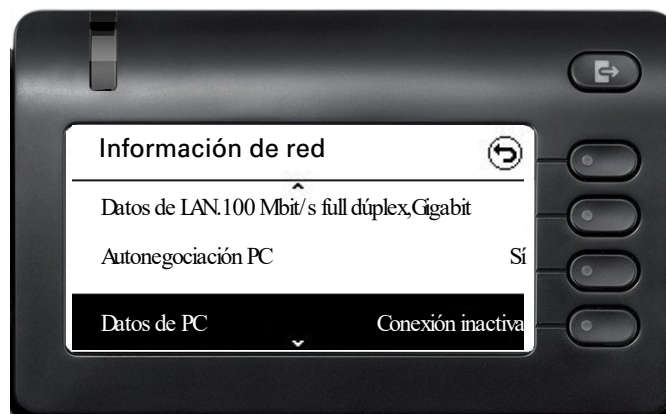 Información de red
Datos de LAN.100 Mbit/s full dúplex,Gigabit
Autonegociación PC Sí
Datos de PC Conexión inactiva